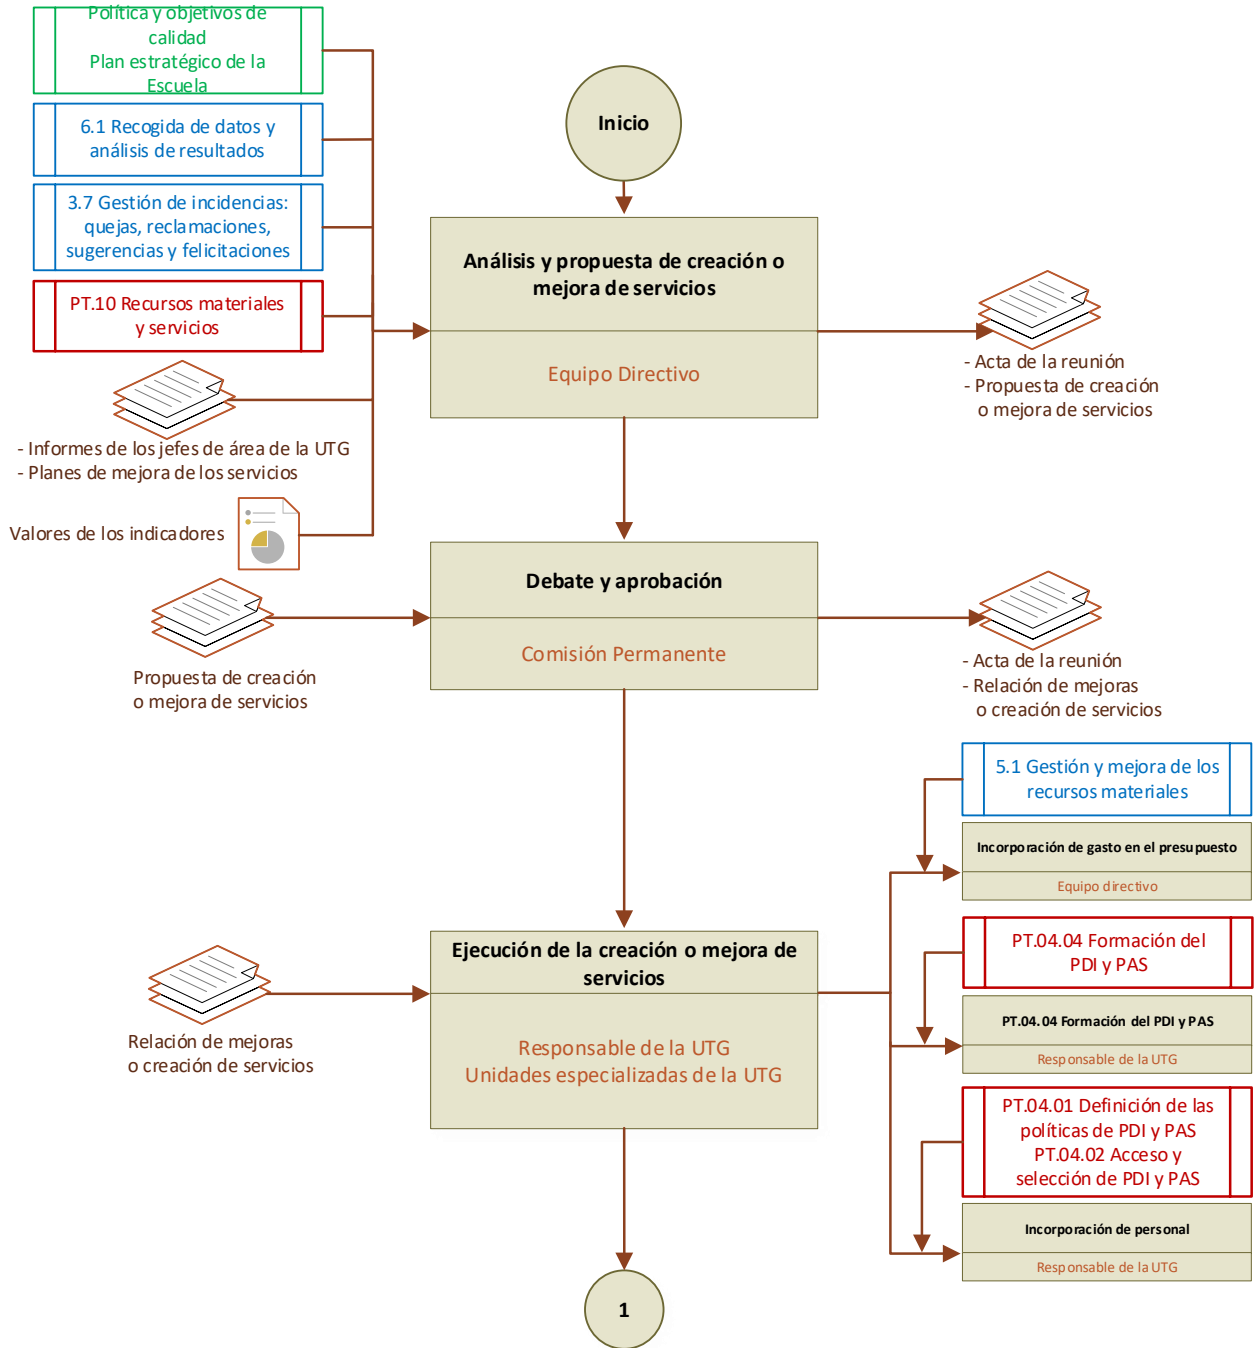 Política y objetivos de
calidad
Plan estratégico de la
Escuela
6.1 Recogida de datos y
análisis de resultados
3.7 Gestión de incidencias:
quejas, reclamaciones,
sugerencias y felicitaciones
PT.10 Recursos materiales
y servicios
- Informes de los jefes de área de la UTG
- Planes de mejora de los servicios
Valores de los indicadores
Inicio
Análisis y propuesta de creación o
mejora de servicios
Equipo Directivo
- Acta de la reunión
- Propuesta de creación
o mejora de servicios
Propuesta de creación
o mejora de servicios
Debate y aprobación
Comisión Permanente
- Acta de la reunión
- Relación de mejoras
o creación de servicios
Relación de mejoras
o creación de servicios
Ejecución de la creación o mejora de
servicios
Responsable de la UTG
Unidades especializadas de la UTG
5.1 Gestión y mejora de los
recursos materiales
Incorporación de gasto en el presupuesto
Equipo directivo
PT.04.04 Formación del
PDI y PAS
PT.04.04 Formación del PDI y PAS
Responsable de la UTG
PT.04.01 Definición de las
políticas de PDI y PAS
PT.04.02 Acceso y
selección de PDI y PAS
Incorporación de personal
Responsable de la UTG
1